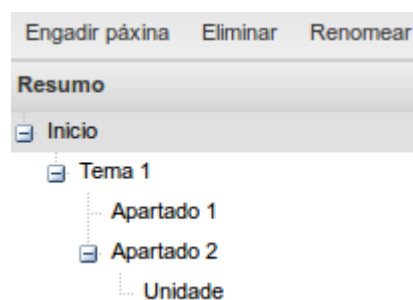 Engadir páxina Eliminar Renomear
Resumo
Inicio
Tema 1
Apartado 1
Apartado 2
Unidade